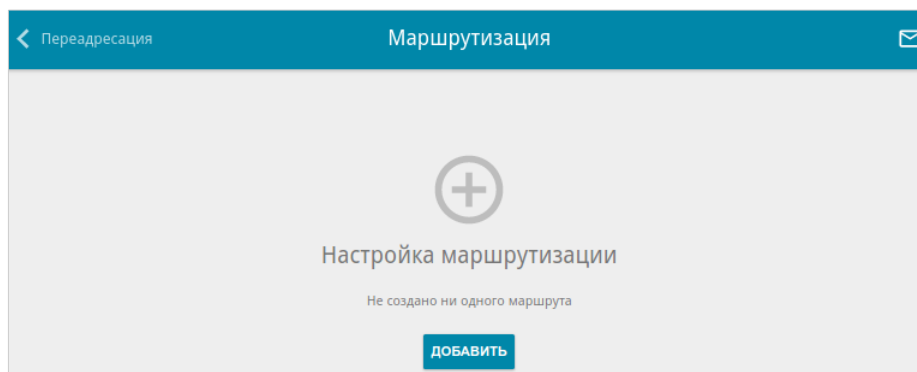 Переадресация
Маршрутизация
Настройка маршрутизации
Не создано ни одного маршрута
ДОБАВИТЬ